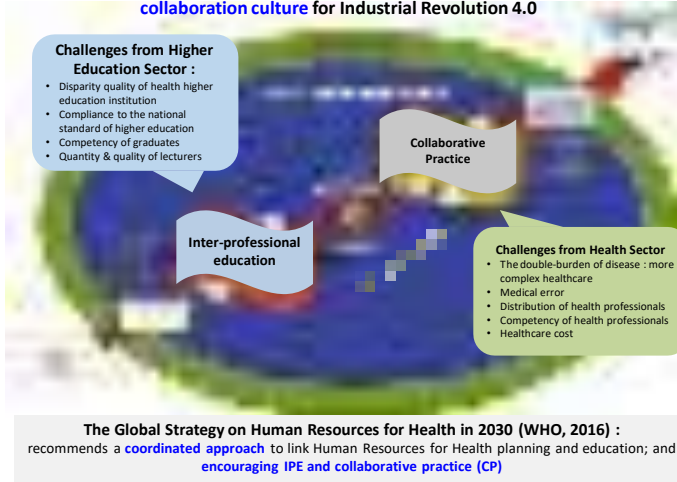 collaboration culture for Industrial Revolution 4.0
Challenges from Higher
Education Sector :
• Disparity quality of health higher
education institution
• Compliance to the national
standard of higher education
• Competency of graduates
• Quantity & quality of lecturers
Collaborative
Practice
Inter-professional
education
Challenges from Health Sector
• The double-burden of disease : more
complex healthcare
• Medical error
• Distribution of health professionals
• Competency of health professionals
• Healthcare cost
The Global Strategy on Human Resources for Health in 2030 (WHO, 2016) :
recommends a coordinated approach to link Human Resources for Health planning and education; and
encouraging IPE and collaborative practice (CP)